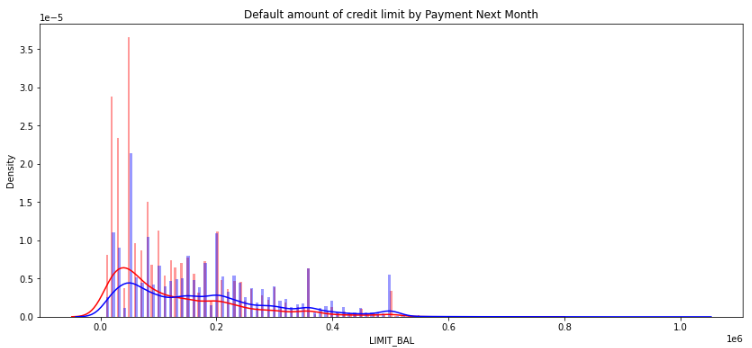 Default amount of credit limit by Payment Next Month
1e−5
3.5
3.0
2.5
2.0
1.5
1.0
0.5
0.0
Density
0.0 0.2 0.4 0.6 0.8 1.0
LIMIT_BAL
1e6